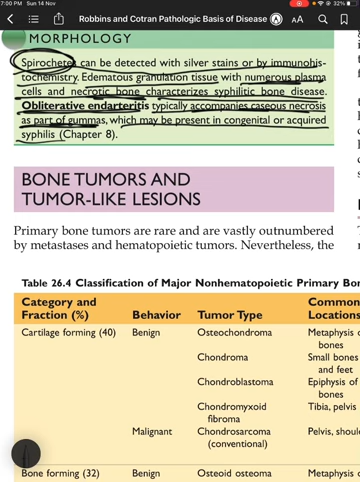 7:00 PM Sun 14 Nov
32%
Robbins and Cotran Pathologic Basis of Disease
AA
MORPHOLOGY
Spirochetes can be detected with silver stains or by immunohis-
tochemistry. Edematous granulation tissue with numerous plasma
cells and necrotic bone characterizes syphilitic bone disease.
Obliterative endarteritis typically accompanies caseous necrosis
as part of gummas, which may be present in congenital or acquired
syphilis (Chapter 8).
BONE TUMORS AND
TUMOR-LIKE LESIONS
Primary bone tumors are rare and are vastly outnumbered
by metastases and hematopoietic tumors. Nevertheless, the
Table 26.4 Classification of Major Nonhematopoietic Primary Bon
Category and Fraction (%) Behavior Tumor Type Common Locations
Cartilage forming (40) Benign Osteochondroma Metaphysis o
bones
Chondroma Small bones
and feet
Chondroblastoma Epiphysis of
bones
Chondromyxoid fibroma Tibia, pelvis
Malignant Chondrosarcoma (conventional) Pelvis, shoul
Bone forming (32) Benign Osteoid osteoma Metaphysis o